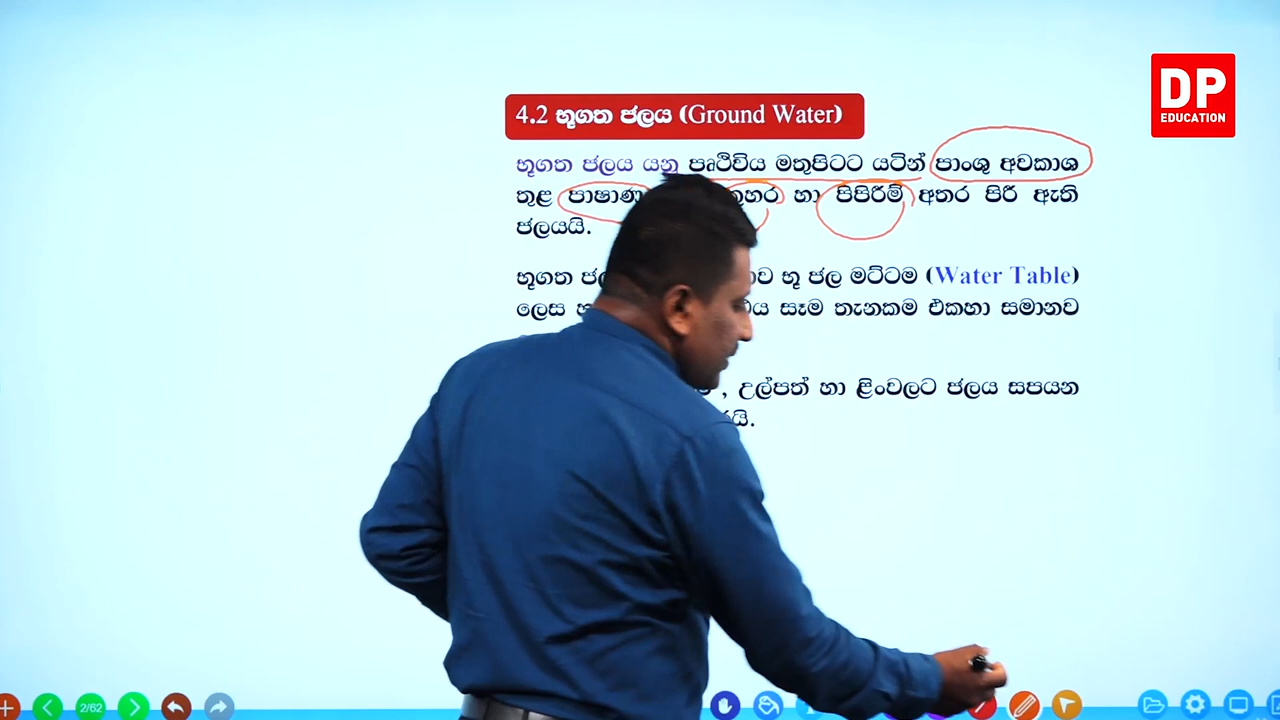 DP
EDUCATION
4.2 භූගත ජලය (Ground Water)
භූගත ජලය යනු පෘථිවිය මතුපිටට යටින් පාංශු අවකාශ
තුළ පාෂාණ කුහර හා පිපිරීම් අතර පිරී ඇති
ජලයයි.
භූගත භූ ජල මට්ටම (Water Table)
ලෙස සෑම තැනකම එකහා සමානව
, උල්පත් හා ළිංවලට ජලය සපයන
2/62